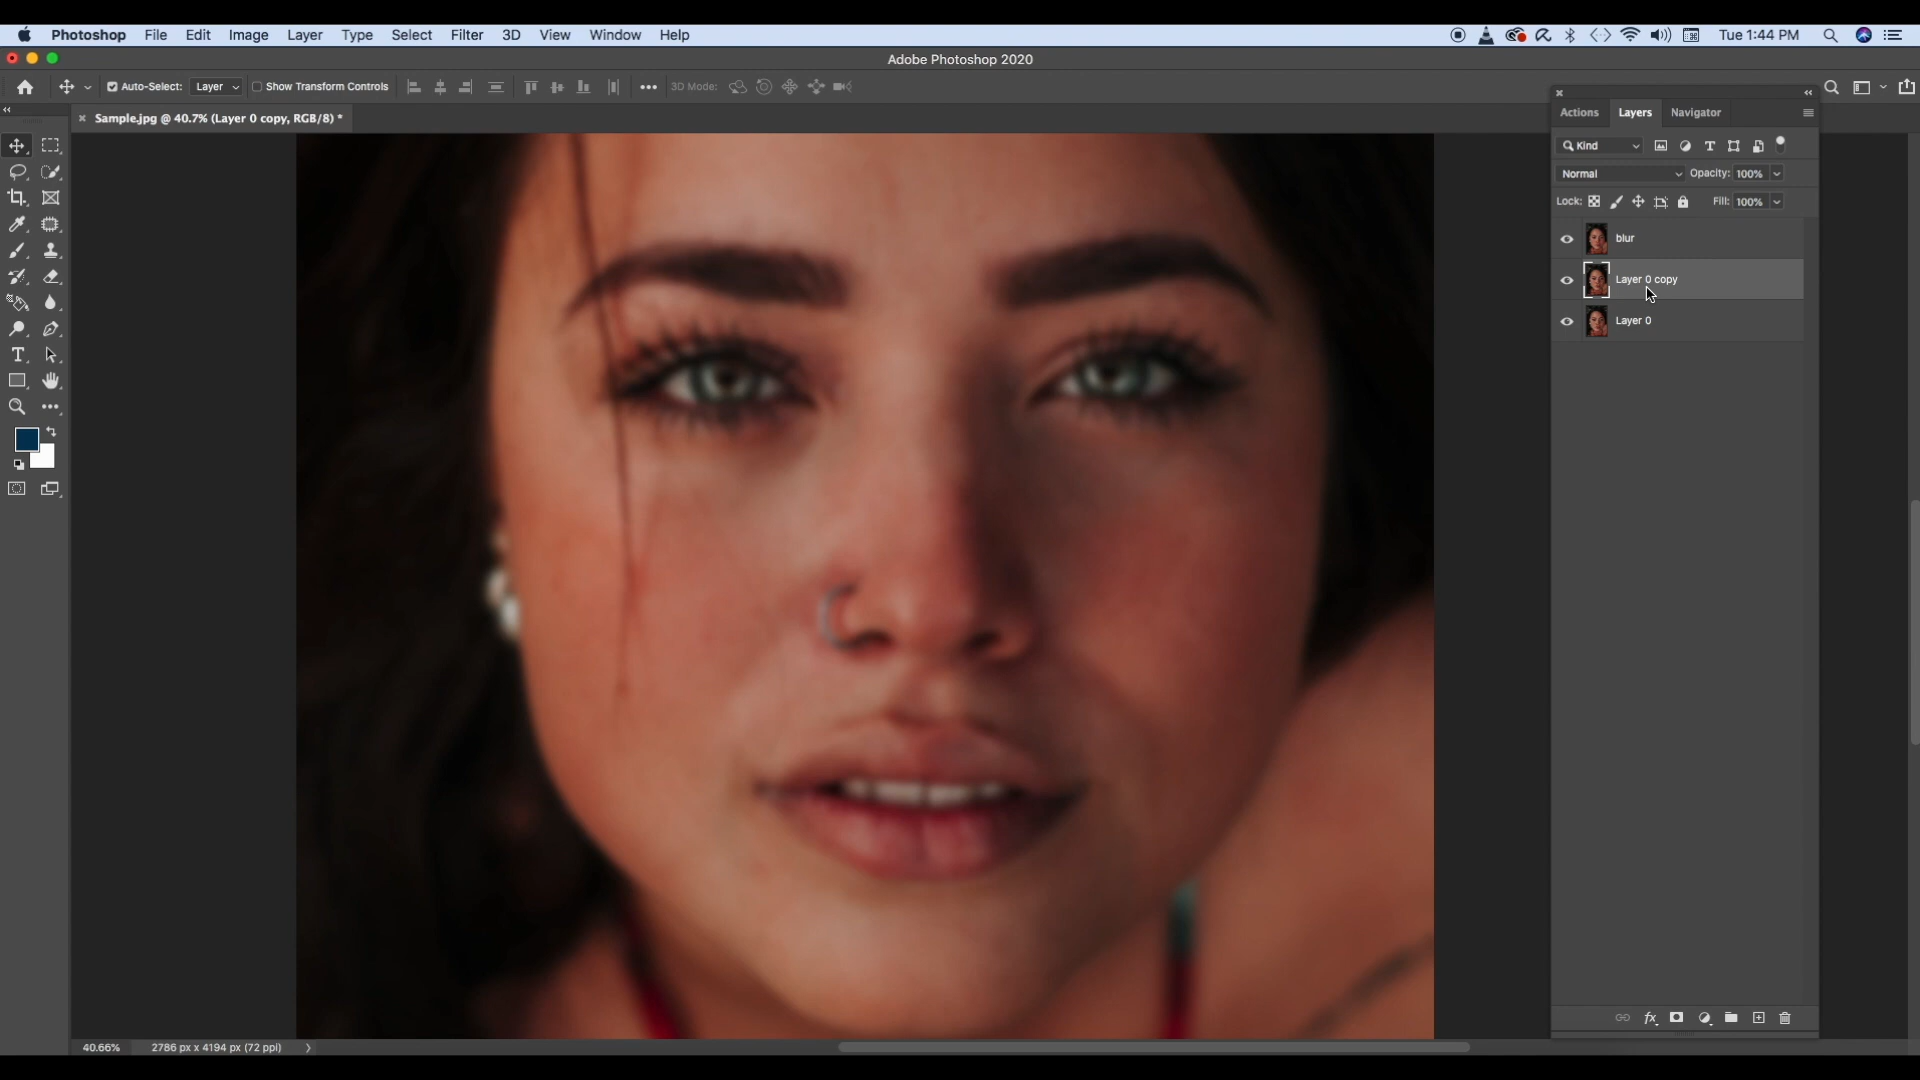 Photoshop File Edit Image Layer Type Select Filter 3D View Window Help Tue 1:44 PM
Adobe Photoshop 2020
Auto-Select: Layer Show Transform Controls 3D Mode:
Sample.jpg @ 40.7% (Layer 0 copy, RGB/8) *
Actions Layers Navigator
Kind
Normal Opacity: 100%
Lock: Fill: 100%
blur
Layer 0 copy
Layer 0
40.66% 2786 px x 4194 px (72 ppi)